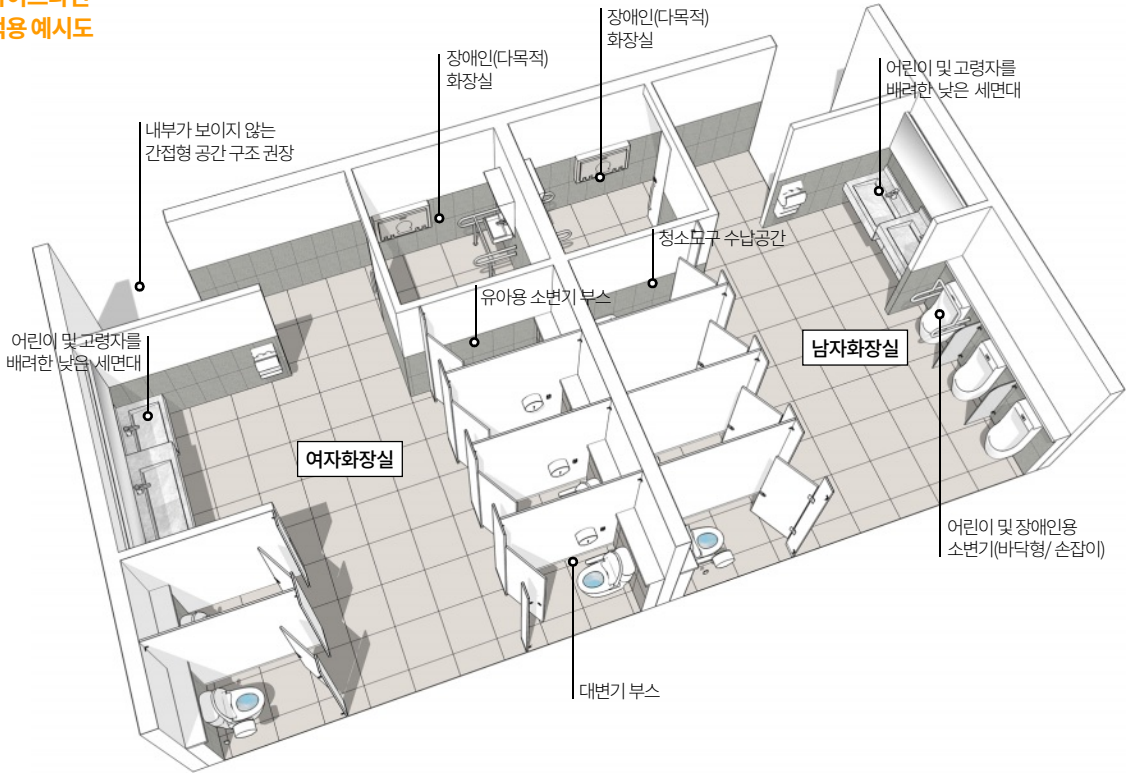 적용 예시도
장애인(다목적)
화장실
장애인(다목적)
화장실
어린이 및 고령자를
배려한 낮은 세면대
내부가 보이지 않는
간접형 공간 구조 권장
청소도구 수납공간
유아용 소변기 부스
어린이 및 고령자를
배려한 낮은 세면대
남자화장실
여자화장실
어린이 및 장애인용
소변기(바닥형/ 손잡이)
대변기 부스